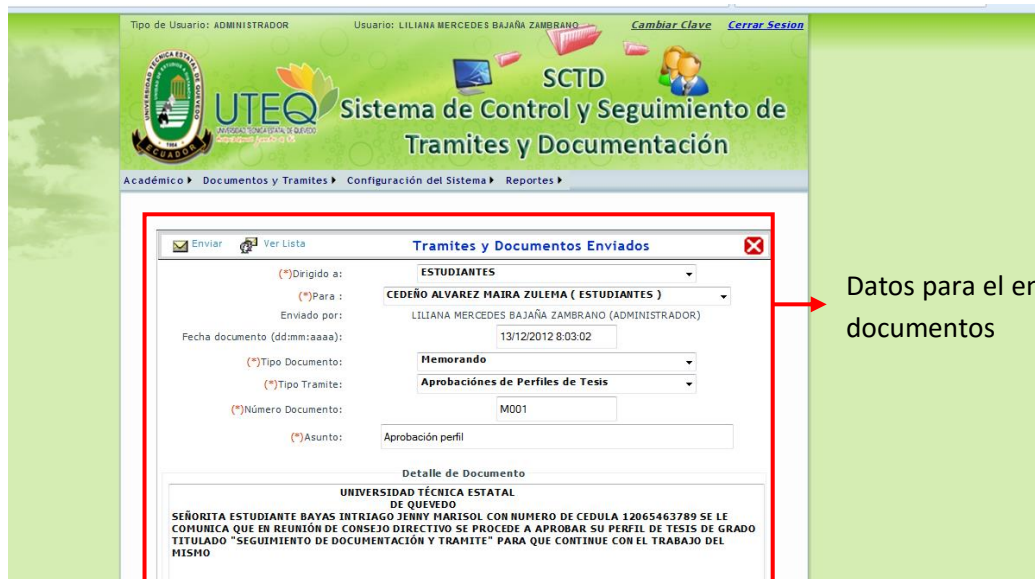 Tipo de Usuario: ADMINISTRADOR Usuario: LILIANA MERCEDES BAJAÑA ZAMBRANO Cambiar Clave Cerrar Sesion
SCTD
UTEQ Sistema de Control y Seguimiento de
UNIVERSIDAD TECNICA ESTATAL DE QUEVEDO
Tramites y Documentación
ECUADOR
Académico Documentos y Tramites Configuración del Sistema Reportes
Enviar Ver Lista Tramites y Documentos Enviados
(*)Dirigido a: ESTUDIANTES
(*)Para : CEDEÑO ALVAREZ MAIRA ZULEMA ( ESTUDIANTES )
Enviado por: LILIANA MERCEDES BAJAÑA ZAMBRANO (ADMINISTRADOR)
Fecha documento (dd:mm:aaaa): 13/12/2012 8:03:02
(*)Tipo Documento: Memorando
(*)Tipo Tramite: Aprobaciónes de Perfiles de Tesis
(*)Número Documento: M001
(*)Asunto: Aprobación perfil
Datos para el en
documentos
Detalle de Documento
UNIVERSIDAD TÉCNICA ESTATAL
DE QUEVEDO
SEÑORITA ESTUDIANTE BAYAS INTRIAGO JENNY MARISOL CON NUMERO DE CEDULA 12065463789 SE LE
COMUNICA QUE EN REUNIÓN DE CONSEJO DIRECTIVO SE PROCEDE A APROBAR SU PERFIL DE TESIS DE GRADO
TITULADO "SEGUIMIENTO DE DOCUMENTACIÓN Y TRAMITE" PARA QUE CONTINUE CON EL TRABAJO DEL
MISMO